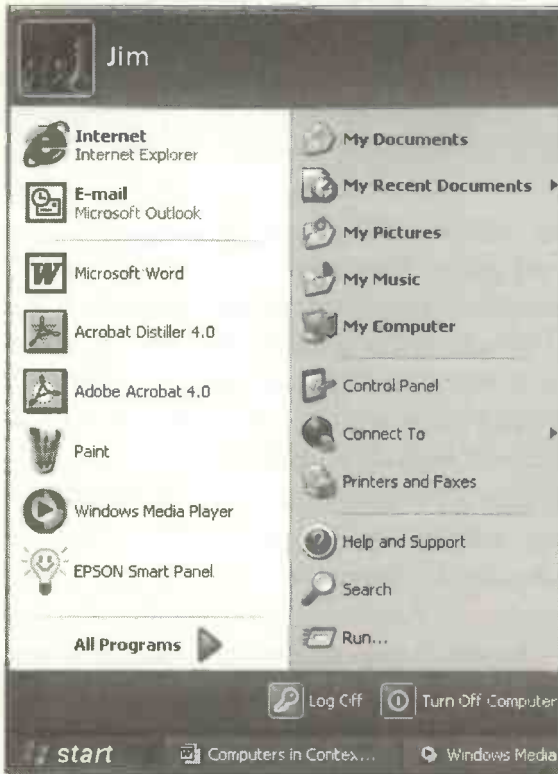 Jim
Internet
Internet Explorer
E-mail
Microsoft Outlook
Microsoft Word
Acrobat Distiller 4.0
Adobe Acrobat 4.0
Paint
Windows Media Player
EPSON Smart Panel
All Programs
My Documents
My Recent Documents
My Pictures
My Music
My Computer
Control Panel
Connect To
Printers and Faxes
Help and Support
Search
Run...
Log Off
Turn Off Computer
start
Computers in Contex...
Windows Media